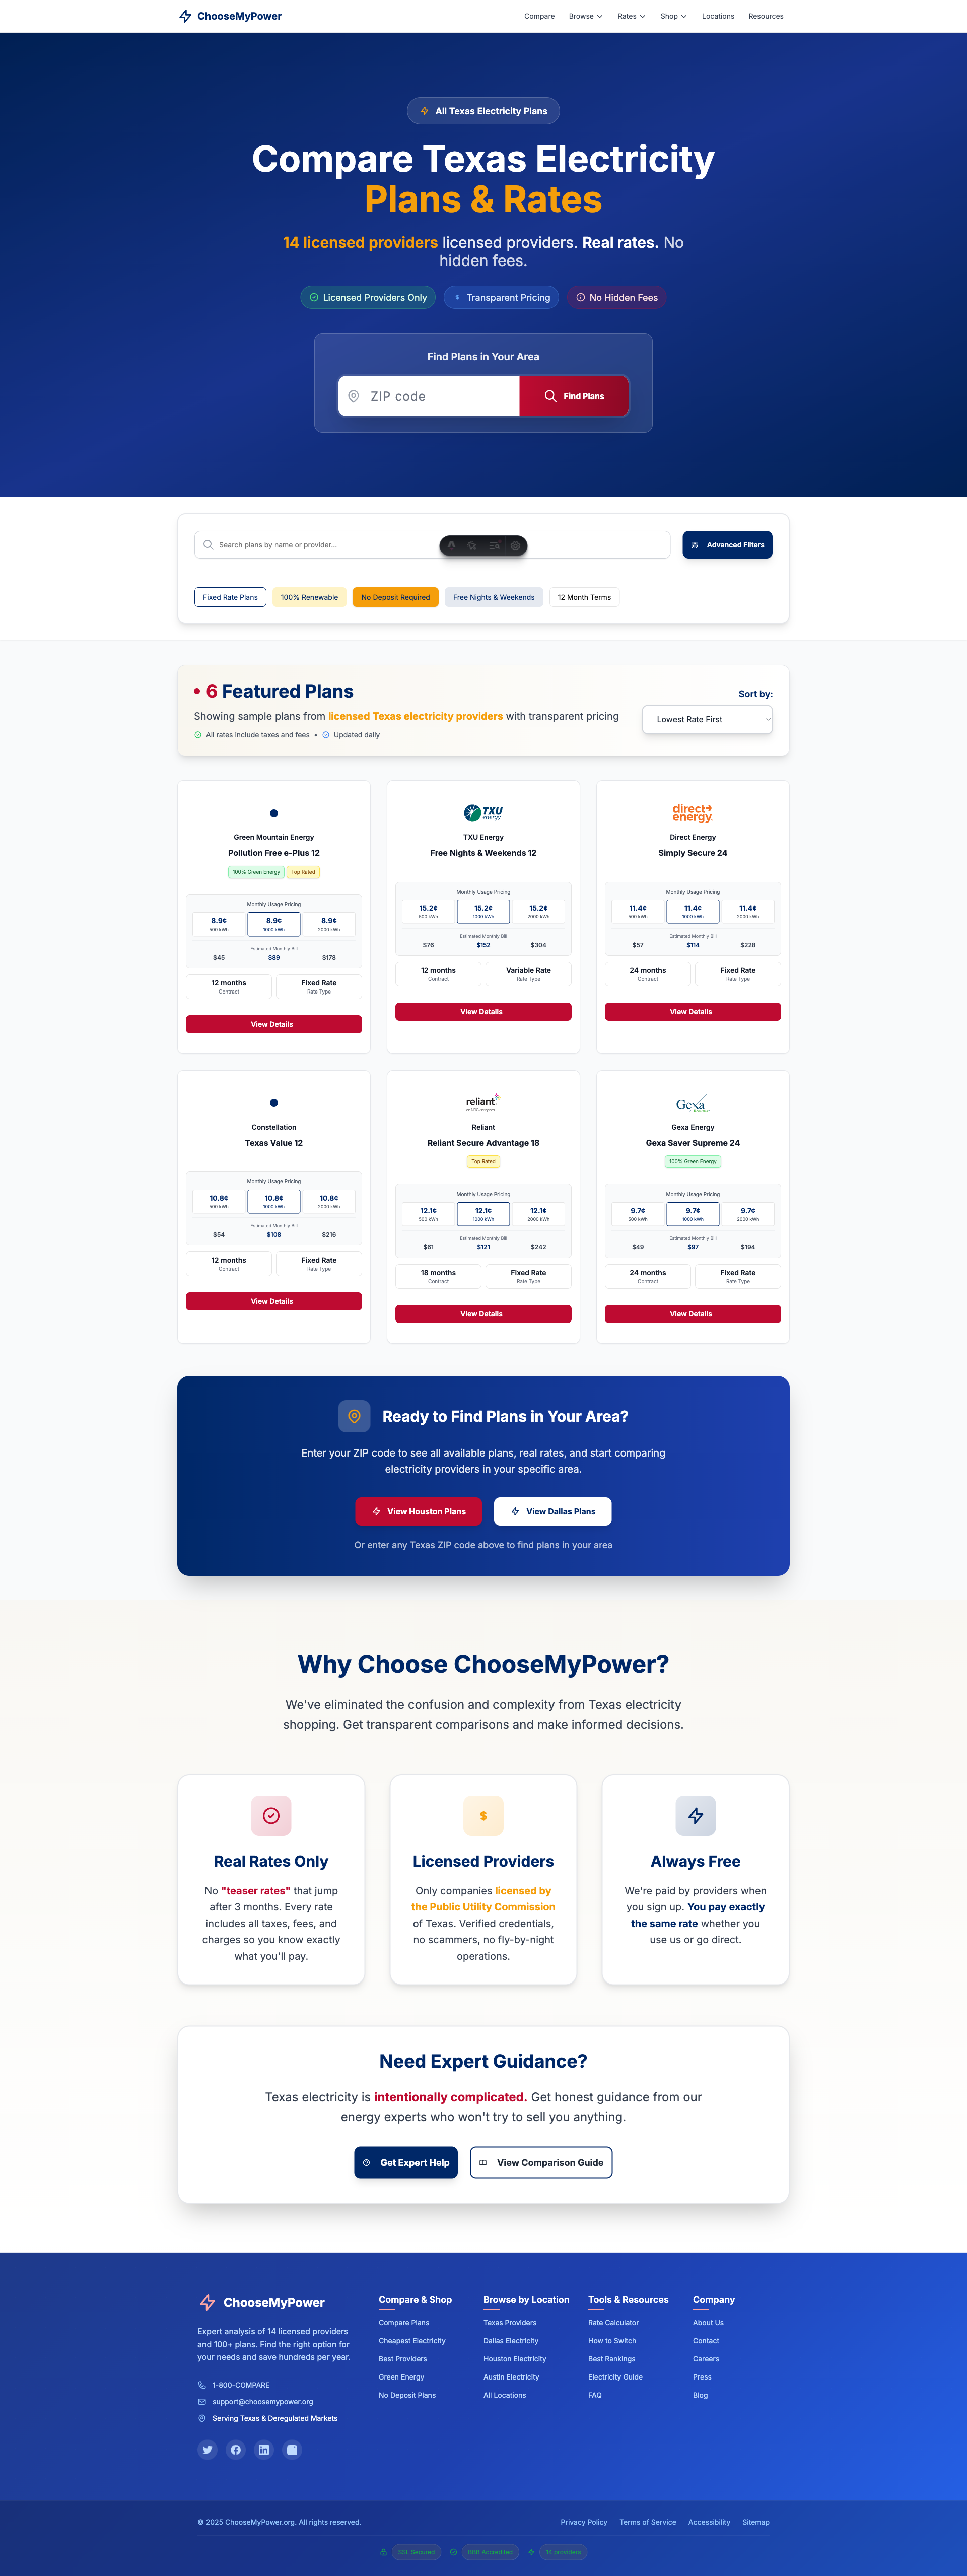 ChooseMyPower
Compare Browse Rates Shop Locations Resources
All Texas Electricity Plans
Compare Texas Electricity
Plans & Rates
14 licensed providers licensed providers. Real rates. No
hidden fees.
Licensed Providers Only
$ Transparent Pricing
No Hidden Fees
Find Plans in Your Area
ZIP code
Find Plans
Search plans by name or provider...
Advanced Filters
Fixed Rate Plans
100% Renewable
No Deposit Required
Free Nights & Weekends
12 Month Terms
• 6 Featured Plans
Showing sample plans from licensed Texas electricity providers with transparent pricing
All rates include taxes and fees • Updated daily
Sort by:
Lowest Rate First
Green Mountain Energy
Pollution Free e-Plus 12
100% Green Energy Top Rated
Monthly Usage Pricing
8.9¢ 8.9¢ 8.9¢
500 kWh 1000 kWh 2000 kWh
Estimated Monthly Bill
$45 $89 $178
12 months Fixed Rate
Contract Rate Type
View Details
TXU
energy
TXU Energy
Free Nights & Weekends 12
Monthly Usage Pricing
15.2¢ 15.2¢ 15.2¢
500 kWh 1000 kWh 2000 kWh
Estimated Monthly Bill
$76 $152 $304
12 months Variable Rate
Contract Rate Type
View Details
direct
energy
Direct Energy
Simply Secure 24
Monthly Usage Pricing
11.4¢ 11.4¢ 11.4¢
500 kWh 1000 kWh 2000 kWh
Estimated Monthly Bill
$57 $114 $228
24 months Fixed Rate
Contract Rate Type
View Details
Constellation
Texas Value 12
Monthly Usage Pricing
10.8¢ 10.8¢ 10.8¢
500 kWh 1000 kWh 2000 kWh
Estimated Monthly Bill
$54 $108 $216
12 months Fixed Rate
Contract Rate Type
View Details
reliant
Reliant
Reliant Secure Advantage 18
Top Rated
Monthly Usage Pricing
12.1¢ 12.1¢ 12.1¢
500 kWh 1000 kWh 2000 kWh
Estimated Monthly Bill
$61 $121 $242
18 months Fixed Rate
Contract Rate Type
View Details
Gexa
Gexa Energy
Gexa Saver Supreme 24
100% Green Energy
Monthly Usage Pricing
9.7¢ 9.7¢ 9.7¢
500 kWh 1000 kWh 2000 kWh
Estimated Monthly Bill
$49 $97 $194
24 months Fixed Rate
Contract Rate Type
View Details
Ready to Find Plans in Your Area?
Enter your ZIP code to see all available plans, real rates, and start comparing
electricity providers in your specific area.
View Houston Plans
View Dallas Plans
Or enter any Texas ZIP code above to find plans in your area
Why Choose ChooseMyPower?
We've eliminated the confusion and complexity from Texas electricity
shopping. Get transparent comparisons and make informed decisions.
Real Rates Only
No "teaser rates" that jump
after 3 months. Every rate
includes all taxes, fees, and
charges so you know exactly
what you'll pay.
$
Licensed Providers
Only companies licensed by
the Public Utility Commission
of Texas. Verified credentials,
no scammers, no fly-by-night
operations.
Always Free
We're paid by providers when
you sign up. You pay exactly
the same rate whether you
use us or go direct.
Need Expert Guidance?
Texas electricity is intentionally complicated. Get honest guidance from our
energy experts who won't try to sell you anything.
Get Expert Help
View Comparison Guide
ChooseMyPower
Expert analysis of 14 licensed providers
and 100+ plans. Find the right option for
your needs and save hundreds per year.
1-800-COMPARE
support@choosemypower.org
Serving Texas & Deregulated Markets
Compare & Shop
Compare Plans
Cheapest Electricity
Best Providers
Green Energy
No Deposit Plans
Browse by Location
Texas Providers
Dallas Electricity
Houston Electricity
Austin Electricity
All Locations
Tools & Resources
Rate Calculator
How to Switch
Best Rankings
Electricity Guide
FAQ
Company
About Us
Contact
Careers
Press
Blog
© 2025 ChooseMyPower.org. All rights reserved.
Privacy Policy Terms of Service Accessibility Sitemap
SSL Secured
BBB Accredited
14 providers